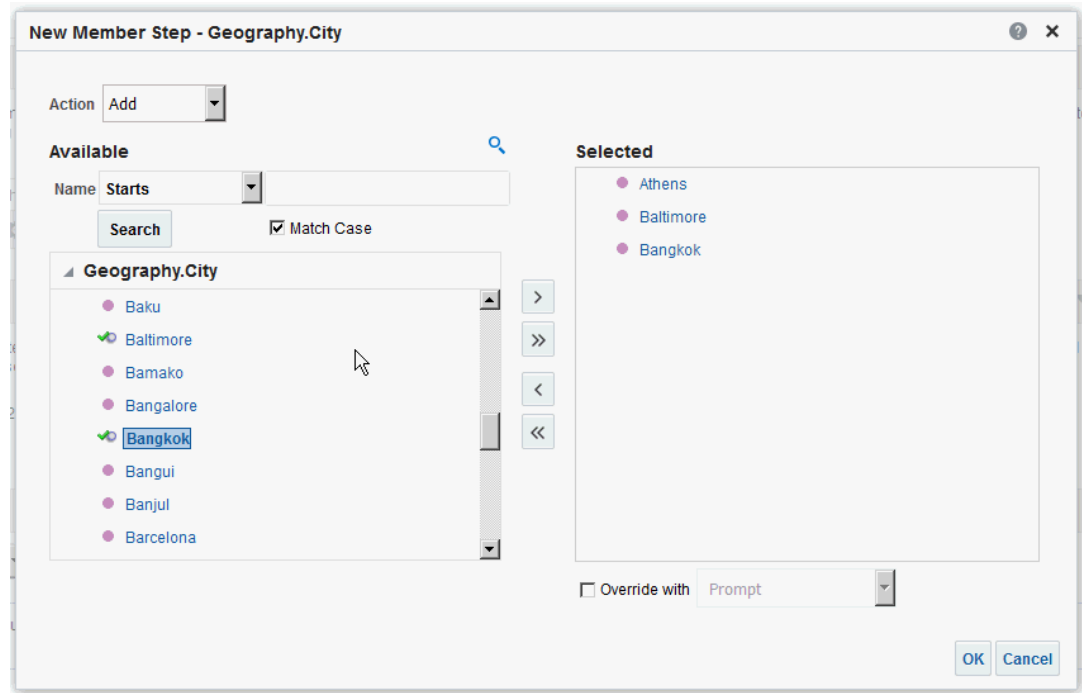 New Member Step - Geography.City
Action Add
Available
Name Starts
Search Match Case
Geography.City
Baku
Baltimore
Bamako
Bangalore
Bangkok
Bangui
Banjul
Barcelona
Selected
Athens
Baltimore
Bangkok
Override with Prompt
OK Cancel